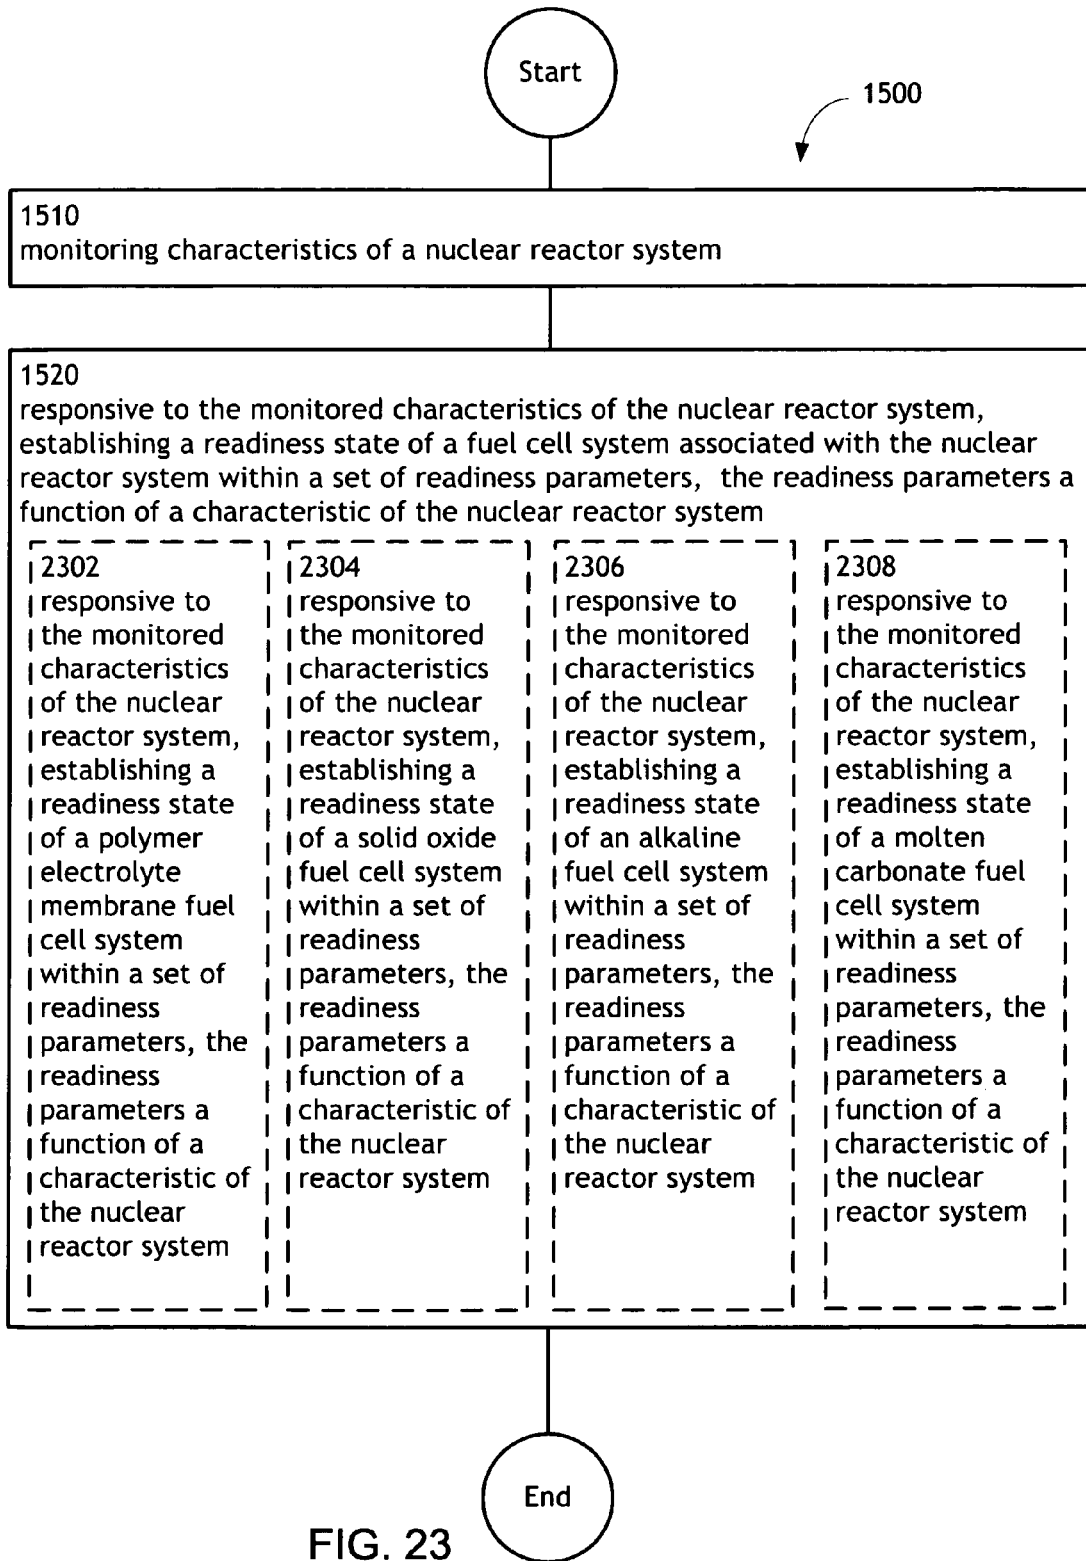 Start
1500
1510
monitoring characteristics of a nuclear reactor system
1520
responsive to the monitored characteristics of the nuclear reactor system,
establishing a readiness state of a fuel cell system associated with the nuclear
reactor system within a set of readiness parameters, the readiness parameters a
function of a characteristic of the nuclear reactor system
2302
responsive to
the monitored
characteristics
of the nuclear
reactor system,
establishing a
readiness state
of a polymer
electrolyte
membrane fuel
cell system
within a set of
readiness
parameters, the
readiness
parameters a
function of a
characteristic of
the nuclear
reactor system
2304
responsive to
the monitored
characteristics
of the nuclear
reactor system,
establishing a
readiness state
of a solid oxide
fuel cell system
within a set of
readiness
parameters, the
readiness
parameters a
function of a
characteristic of
the nuclear
reactor system
2306
responsive to
the monitored
characteristics
of the nuclear
reactor system,
establishing a
readiness state
of an alkaline
fuel cell system
within a set of
readiness
parameters, the
readiness
parameters a
function of a
characteristic of
the nuclear
reactor system
2308
responsive to
the monitored
characteristics
of the nuclear
reactor system,
establishing a
readiness state
of a molten
carbonate fuel
cell system
within a set of
readiness
parameters, the
readiness
parameters a
function of a
characteristic of
the nuclear
reactor system
End
FIG. 23